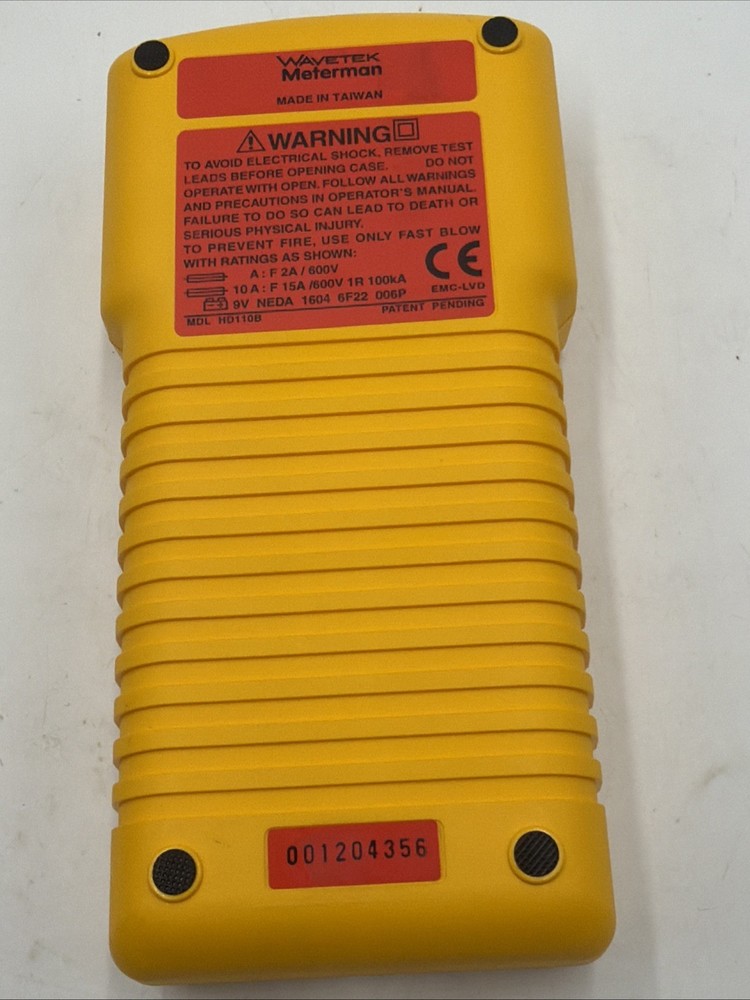 WAVETEK
Meterman
MADE IN TAIWAN
WARNING
TO AVOID ELECTRICAL SHOCK, REMOVE TEST
LEADS BEFORE OPENING CASE. DO NOT
OPERATE WITH OPEN. FOLLOW ALL WARNINGS
AND PRECAUTIONS IN OPERATOR'S MANUAL.
FAILURE TO DO SO CAN LEAD TO DEATH OR
SERIOUS PHYSICAL INJURY.
TO PREVENT FIRE, USE ONLY FAST BLOW
WITH RATINGS AS SHOWN:
A : F 2A / 600V
10 A : F 15A /600V 1R 100kA
9V NEDA 1604 6F22 006P
CE
EMC-LVD
MDL HD110B
PATENT PENDING
001204356